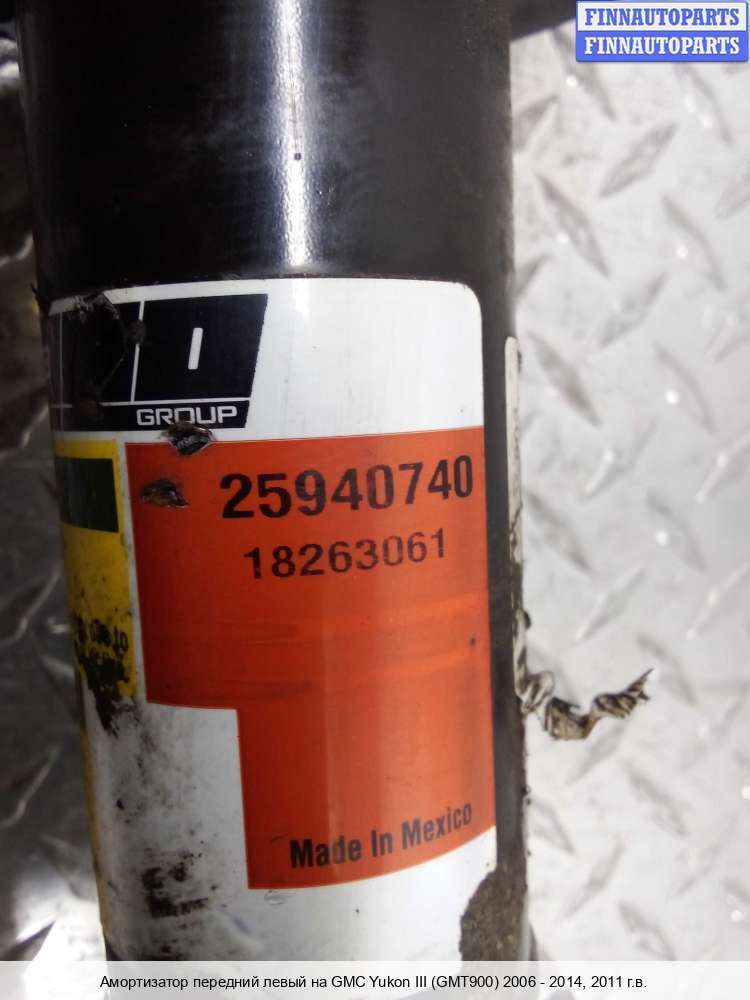 FINNAUTOPARTS
FINNAUTOPARTS
GROUP
25940740
18263061
Made In Mexico
Амортизатор передний левый на GMC Yukon III (GMT900) 2006 - 2014, 2011 г.в.